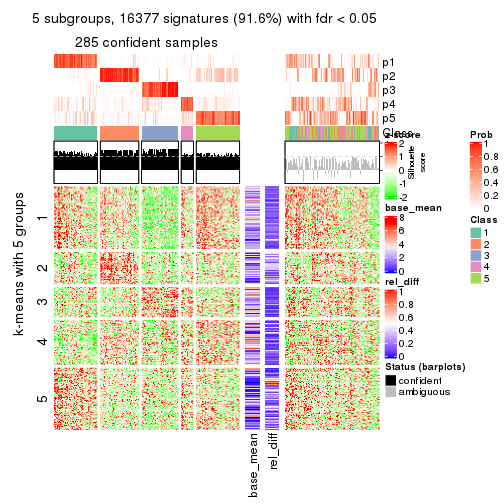 5 subgroups, 16377 signatures (91.6%) with fdr < 0.05
285 confident samples
p1
p2
p3
p4
p5
Class
z-score
2
1
0
-1
-2
Silhouette
score
Prob
1
0.8
0.6
0.4
0.2
0
base_mean
8
6
4
2
0
Class
1
2
3
4
5
rel_diff
1
0.8
0.6
0.4
0.2
0
Status (barplots)
confident
ambiguous
k-means with 5 groups
1
2
3
4
5
base_mean
rel_diff